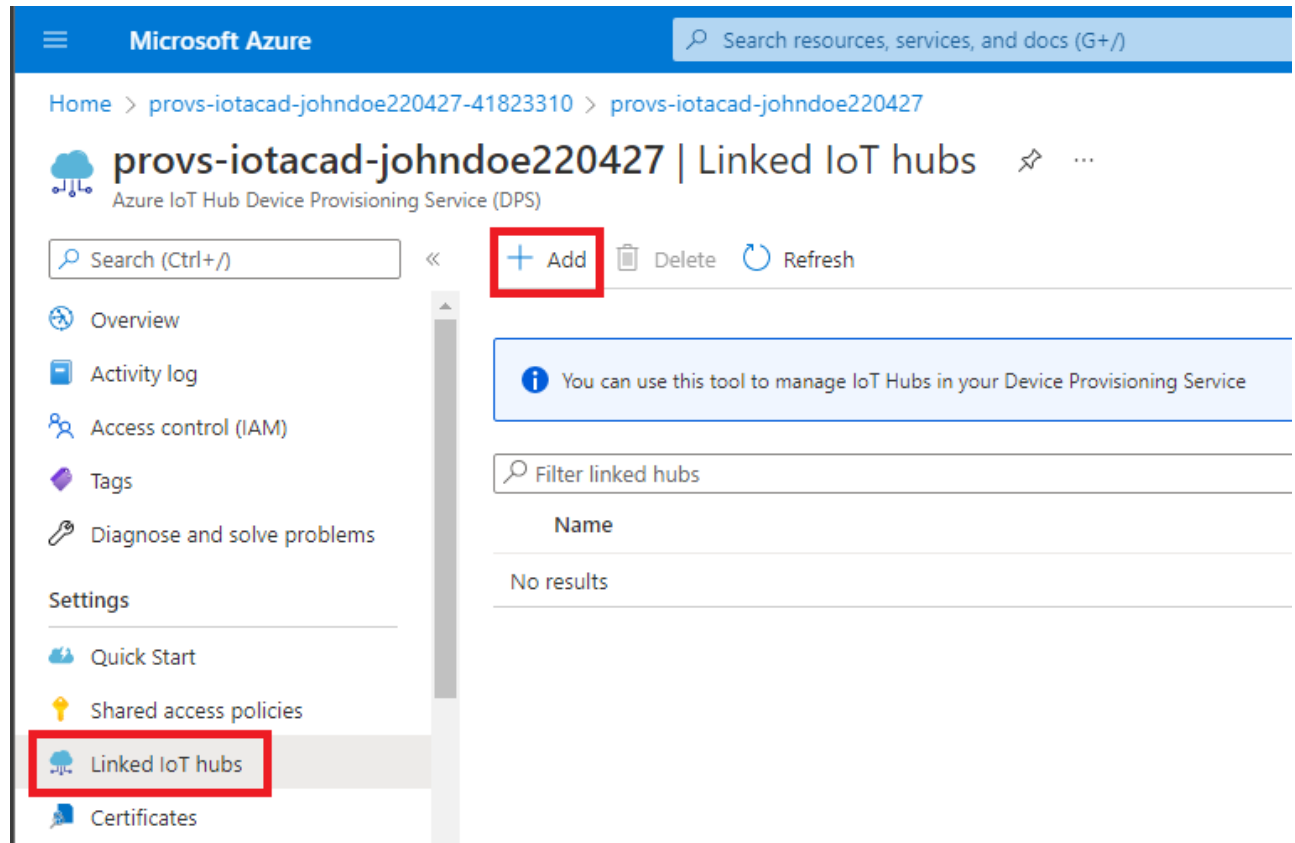 Microsoft Azure
Search resources, services, and docs (G+/)
Home > provs-iotacad-johndoe220427-41823310 > provs-iotacad-johndoe220427
provs-iotacad-johndoe220427 | Linked IoT hubs ...
Azure IoT Hub Device Provisioning Service (DPS)
Search (Ctrl+/)
«
Overview
Activity log
Access control (IAM)
Tags
Diagnose and solve problems
Settings
Quick Start
Shared access policies
Linked IoT hubs
Certificates
+ Add Delete Refresh
You can use this tool to manage IoT Hubs in your Device Provisioning Service
Filter linked hubs
Name
No results